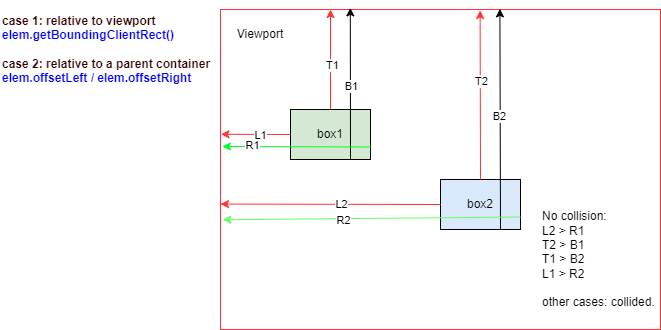 case 1: relative to viewport
elem.getBoundingClientRect()
case 2: relative to a parent container
elem.offsetLeft / elem.offsetRight
Viewport
T1
B1
T2
B2
L1
R1
box1
L2
R2
box2
No collision:
L2 > R1
T2 > B1
T1 > B2
L1 > R2
other cases: collided.